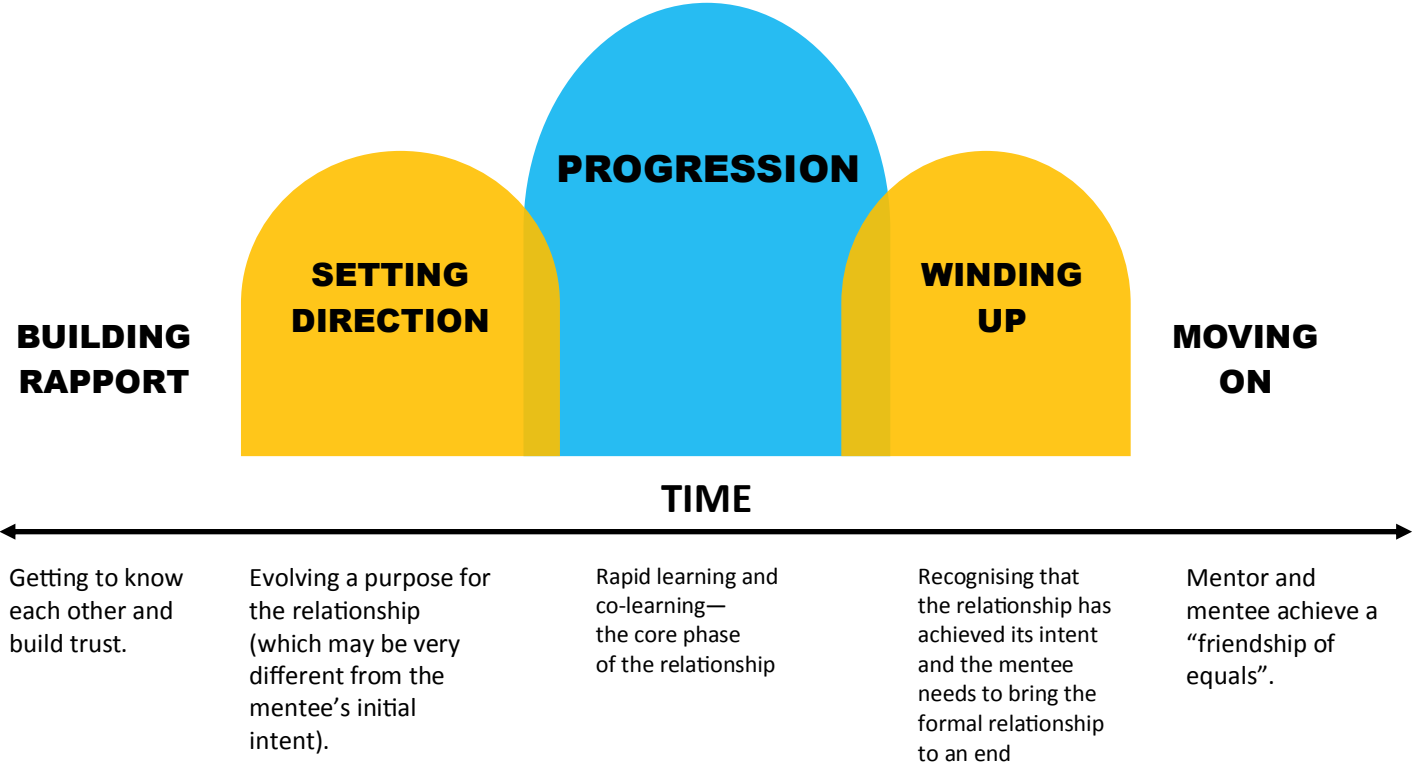 PROGRESSION
SETTING
DIRECTION
WINDING
UP
BUILDING
RAPPORT
MOVING
ON
TIME
Getting to know
each other and
build trust.
Evolving a purpose for
the relationship
(which may be very
different from the
mentee’s initial
intent).
Rapid learning and
co-learning—
the core phase
of the relationship
Recognising that
the relationship has
achieved its intent
and the mentee
needs to bring the
formal relationship
to an end
Mentor and
mentee achieve a
“friendship of
equals”.